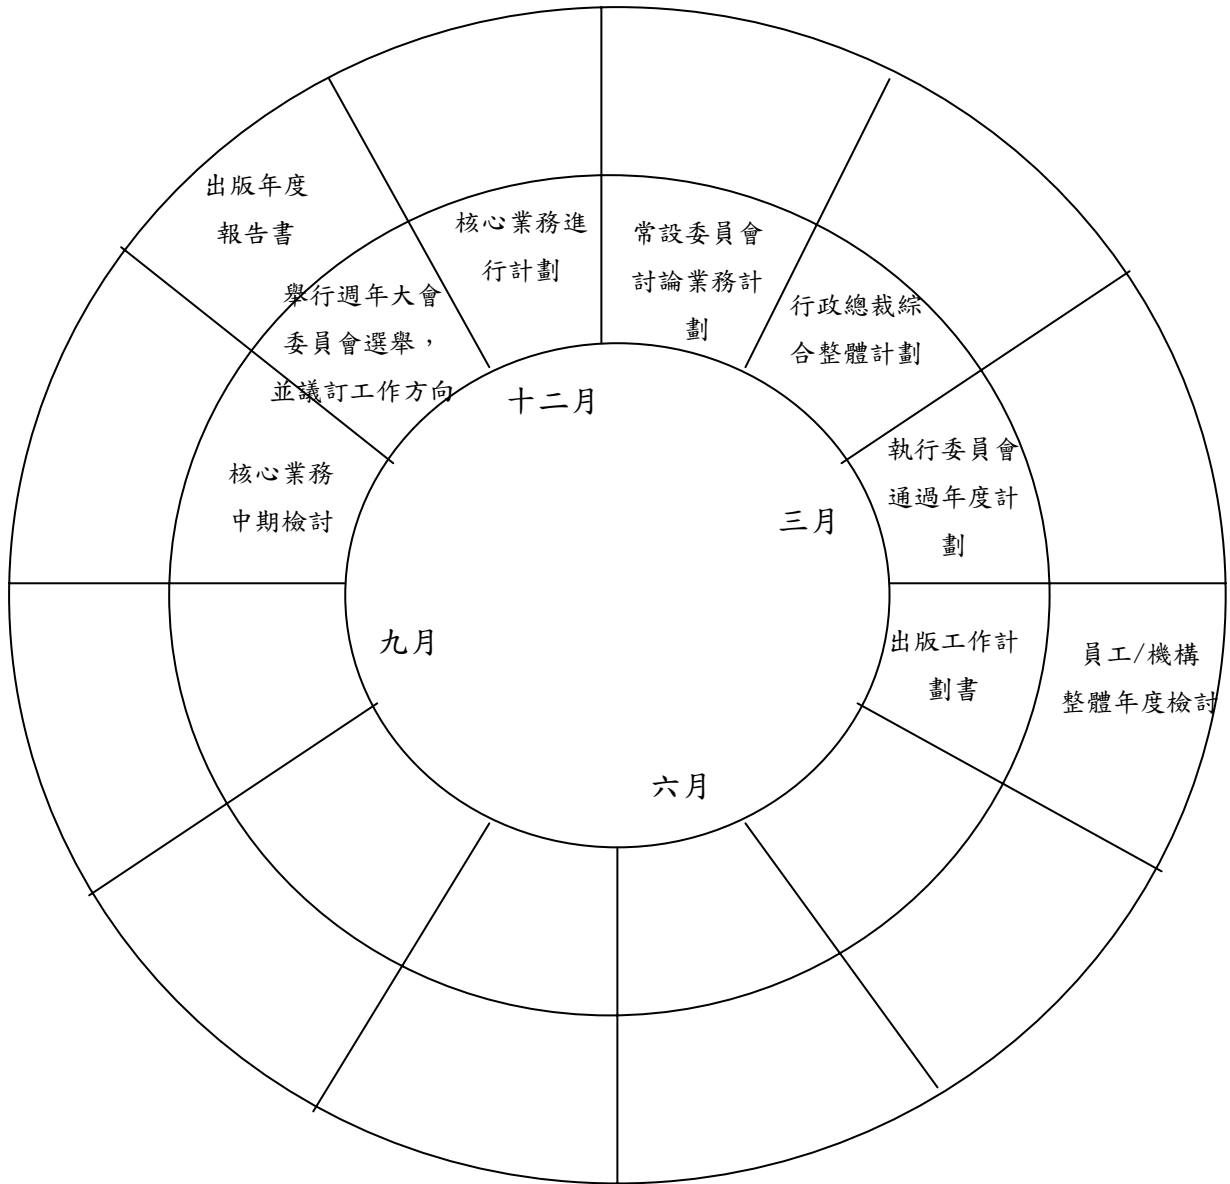 出版年度
報告書
核心業務進
行計劃
常設委員會
討論業務計
劃
舉行週年大會
委員會選舉，
並議訂工作方向
行政總裁綜
合整體計劃
十二月
核心業務
中期檢討
執行委員會
通過年度計
劃
三月
九月
出版工作計
劃書
員工/機構
整體年度檢討
六月